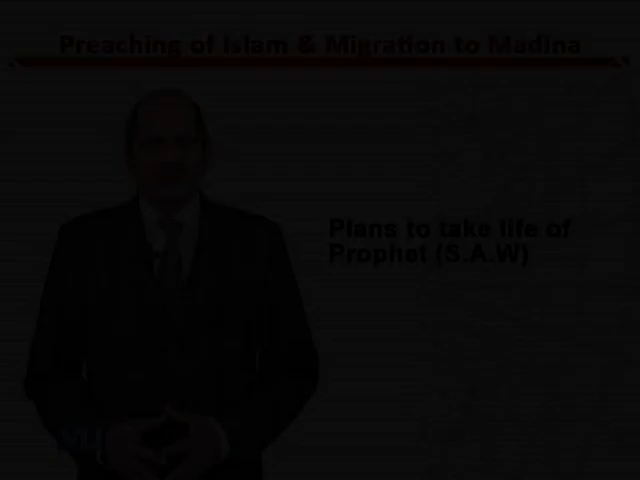 Preaching of Islam & Migration to Madina
Plans to take life of
Prophet (S.A.W)